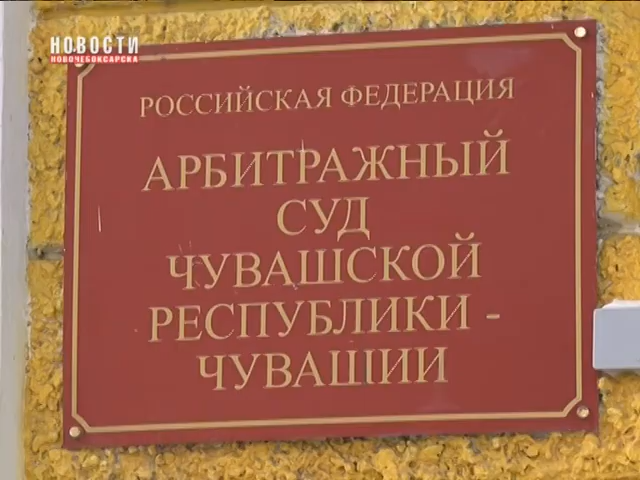 НОВОСТИ
НОВОЧЕБОКСАРСКА
РОССИЙСКАЯ ФЕДЕРАЦИЯ
АРБИТРАЖНЫЙ
СУД
ЧУВАШСКОЙ
РЕСПУБЛИКИ -
ЧУВАШИИ